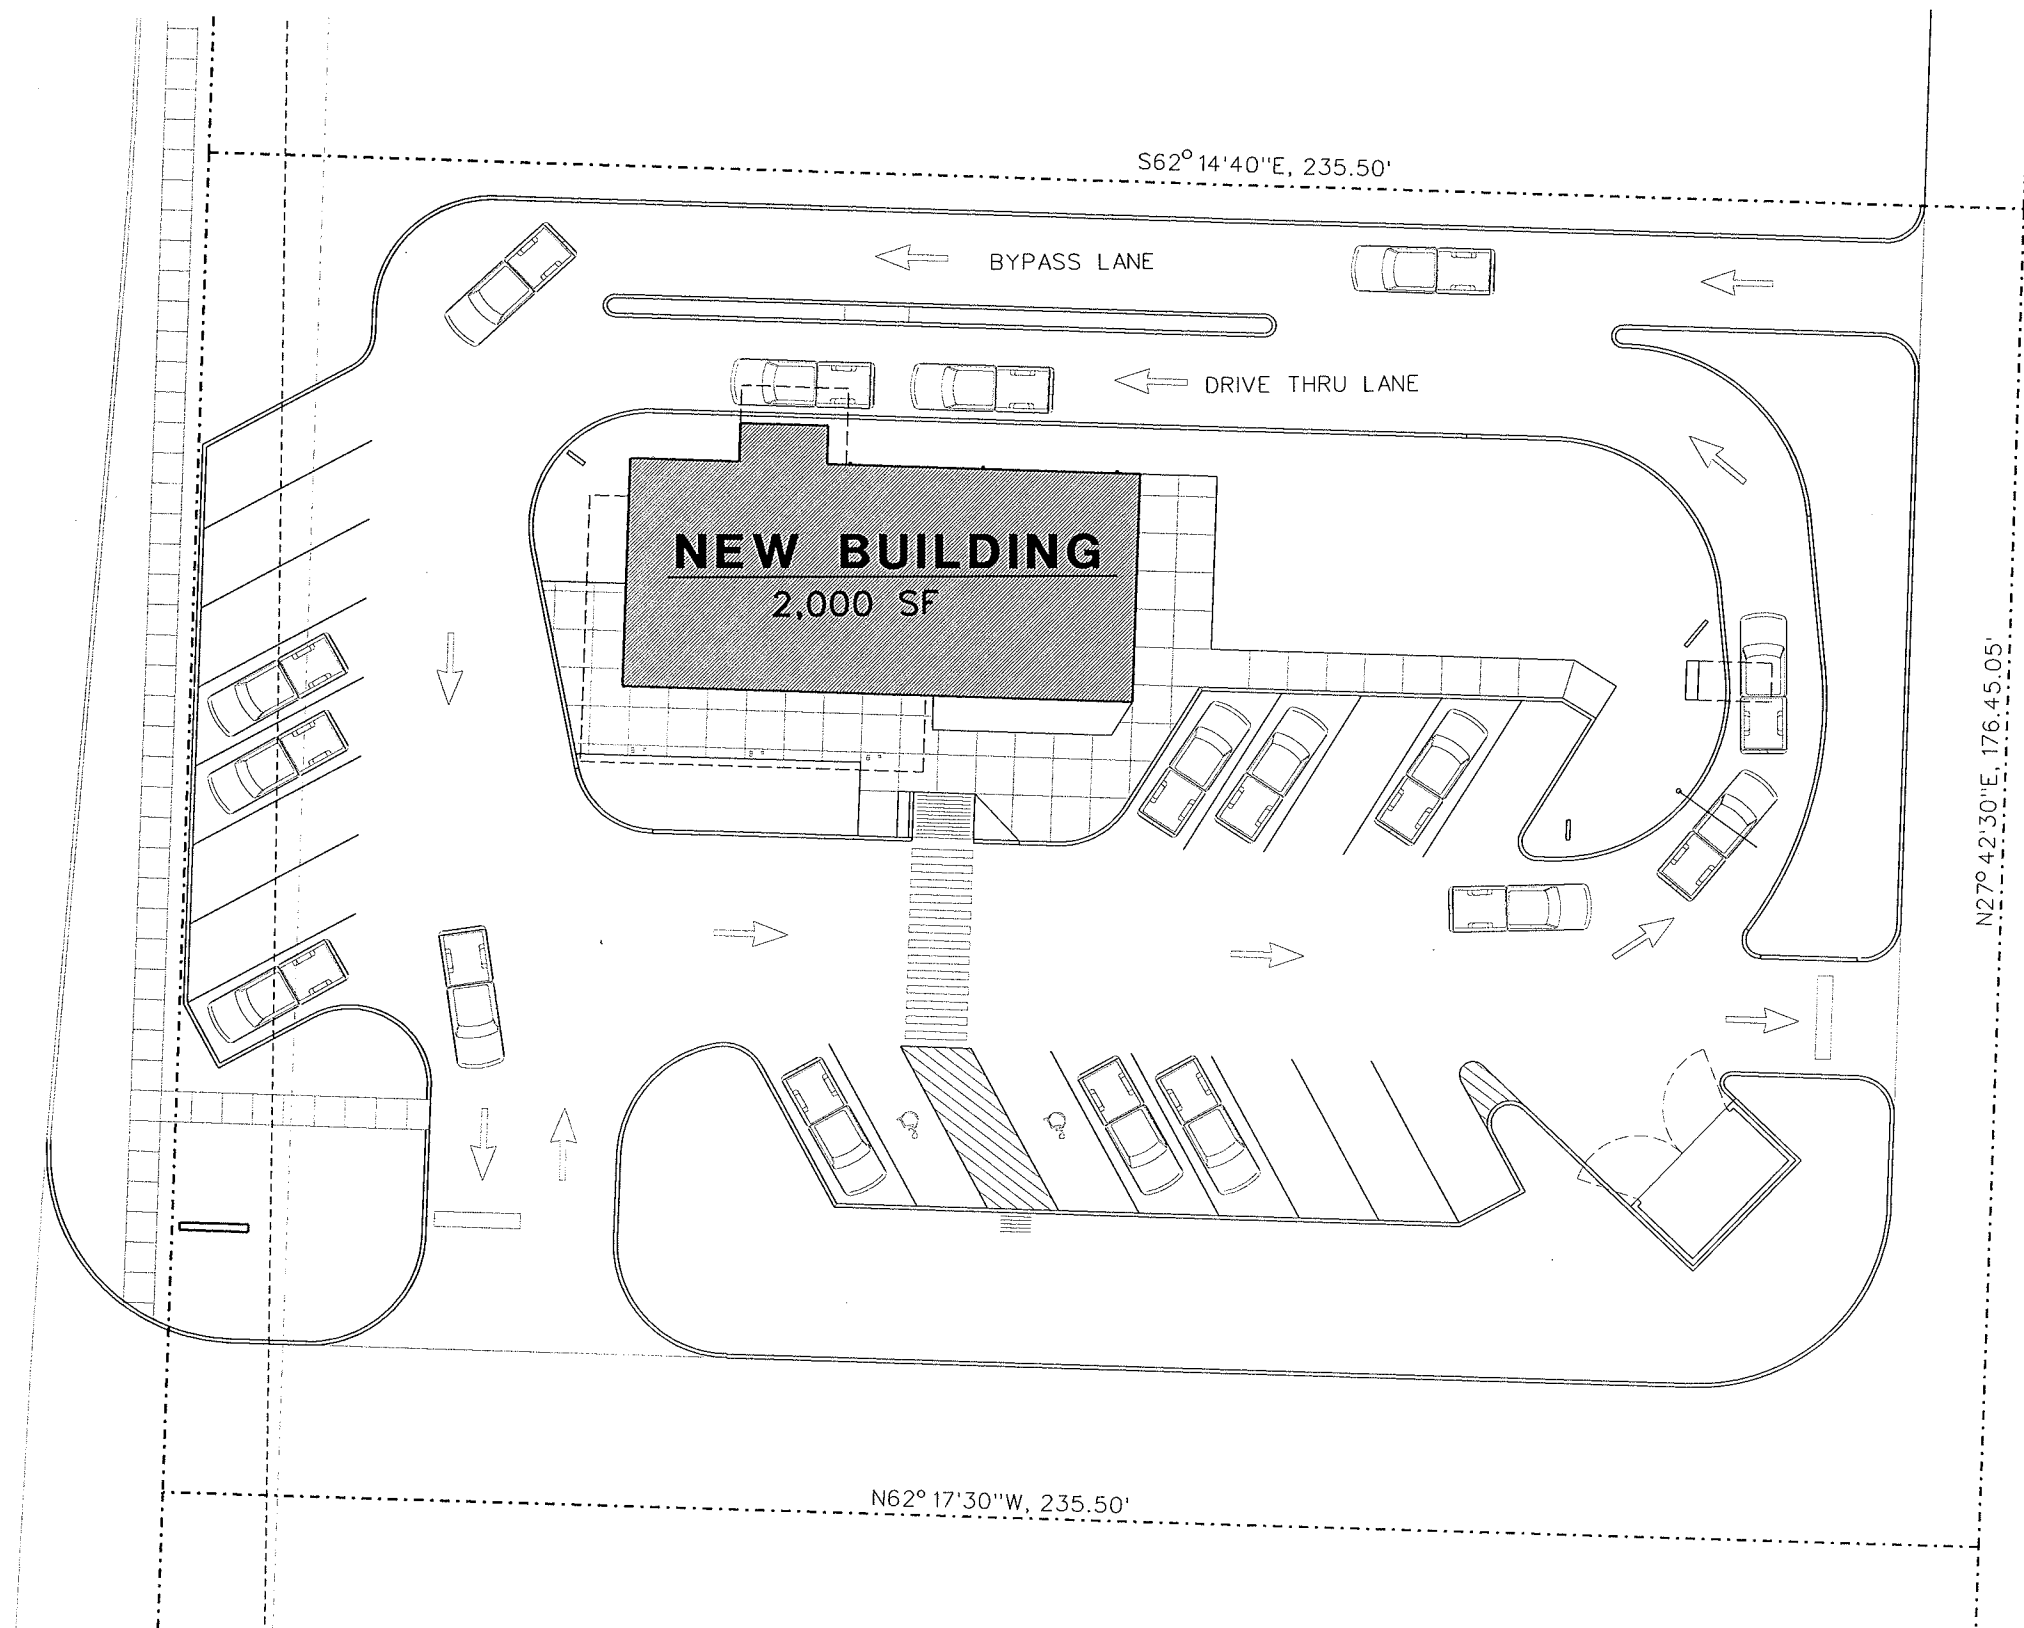 S62°14'40"E, 235.50'
BYPASS LANE
DRIVE THRU LANE
NEW BUILDING
2,000 SF
N27°42'30"E, 176.45.05'
N62°17'30"W, 235.50'